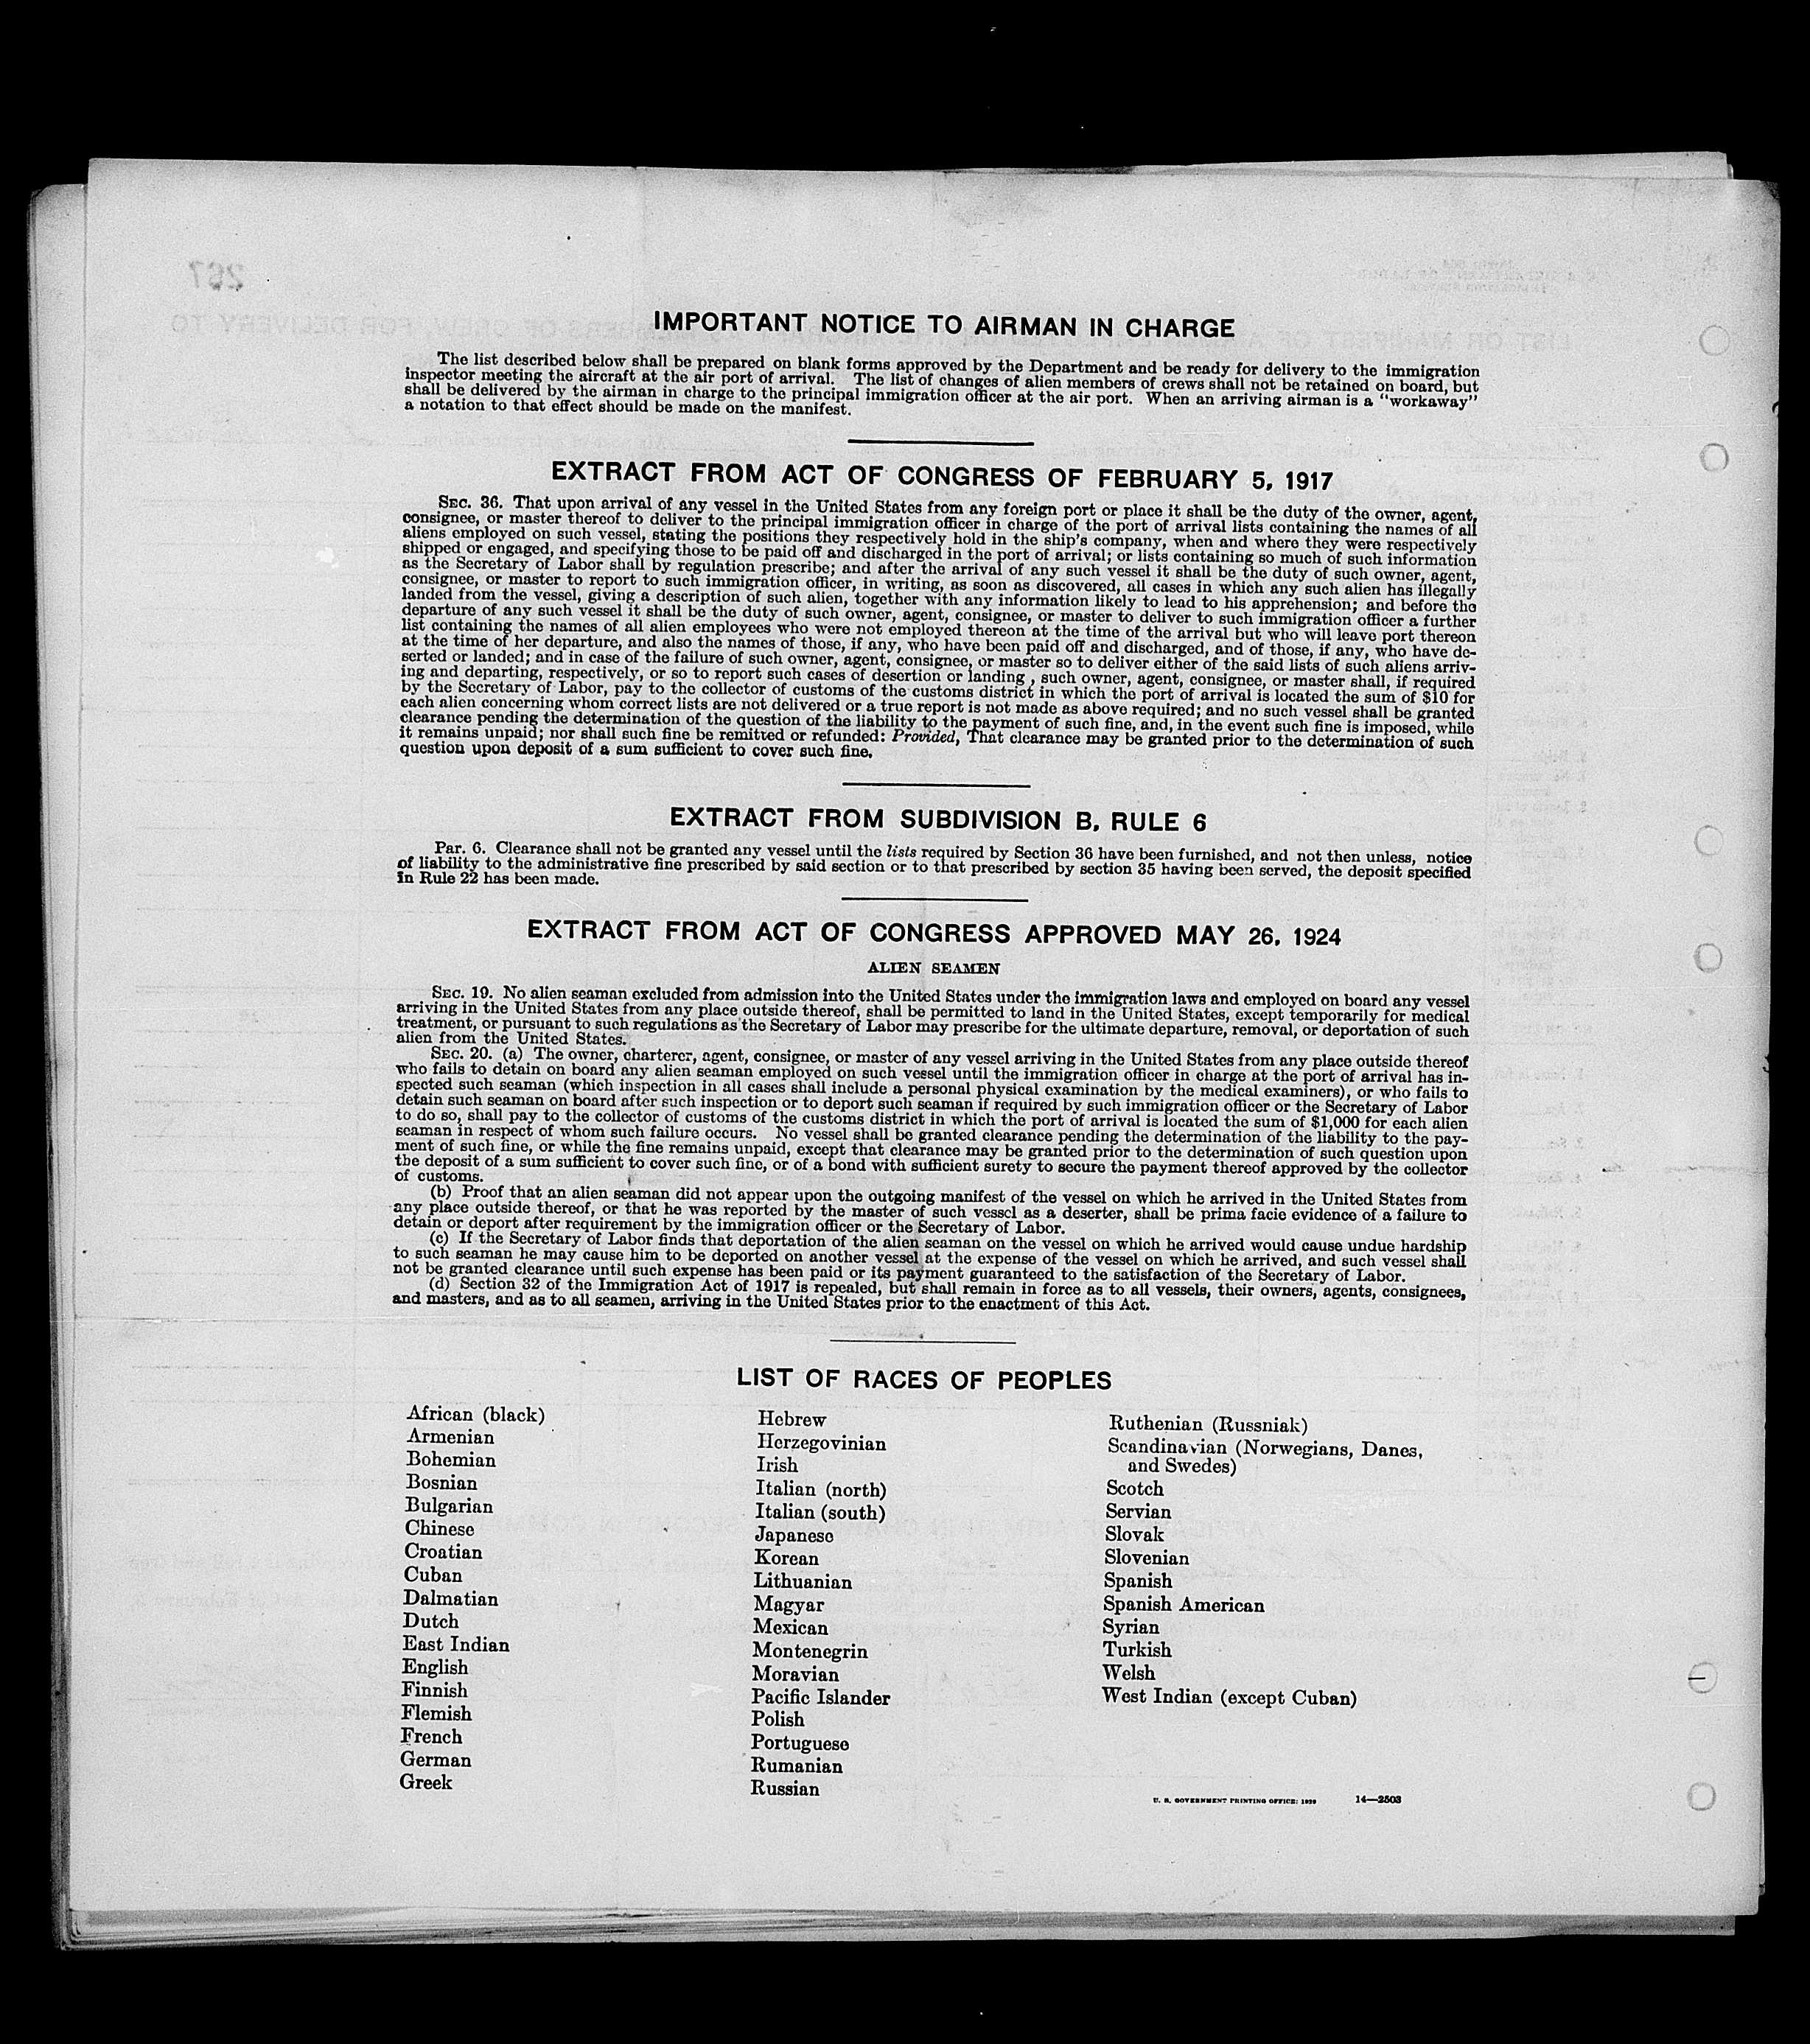 IMPORTANT NOTICE TO AIRMAN IN CHARGE
The list described below shall be prepared on blank forms approved by the Department and be ready for delivery to the immigration
inspector meeting the aircraft at the air port of arrival. The list of changes of alien members of crews shall not be retained on board, but
shall be delivered by the airman in charge to the principal immigration officer at the air port. When an arriving airman is a "workaway"
a notation to that effect should be made on the manifest.
EXTRACT FROM ACT OF CONGRESS OF FEBRUARY 5, 1917
SEC. 36. That upon arrival of any vessel in the United States from any foreign port or place it shall be the duty of the owner, agent,
consignee, or master thereof to deliver to the principal immigration officer in charge of the port of arrival lists containing the names of all
aliens employed on such vessel, stating the positions they respectively hold in the ship's company, when and where they were respectively
shipped or engaged, and specifying those to be paid off and discharged in the port of arrival; or lists containing so much of such information
as the Secretary of Labor shall by regulation prescribe; and after the arrival of any such vessel it shall be the duty of such owner, agent,
consignee, or master to report to such immigration officer, in writing, as soon as discovered, all cases in which any such alien has illegally
landed from the vessel, giving a description of such alien, together with any information likely to lead to his apprehension; and before the
departure of any such vessel it shall be the duty of such owner, agent, consignee, or master to deliver to such immigration officer a further
list containing the names of all alien employees who were not employed thereon at the time of the arrival but who will leave port thereon
at the time of her departure, and also the names of those, if any, who have been paid off and discharged, and of those, if any, who have de-
serted or landed; and in case of the failure of such owner, agent, consignee, or master so to deliver either of the said lists of such aliens arriv-
ing and departing, respectively, or so to report such cases of desertion or landing , such owner, agent, consignee, or master shall, if required
by the Secretary of Labor, pay to the collector of customs of the customs district in which the port of arrival is located the sum of $10 for
each alien concerning whom correct lists are not delivered or a true report is not made as above required; and no such vessel shall be granted
clearance pending the determination of the question of the liability to the payment of such fine, and, in the event such fine is imposed, while
it remains unpaid; nor shall such fine be remitted or refunded: Provided, That clearance may be granted prior to the determination of such
question upon deposit of a sum sufficient to cover such fine.
EXTRACT FROM SUBDIVISION B, RULE 6
Par. 6. Clearance shall not be granted any vessel until the lists required by Section 36 have been furnished, and not then unless, notice
of liability to the administrative fine prescribed by said section or to that prescribed by section 35 having been served, the deposit specified
in Rule 22 has been made.
EXTRACT FROM ACT OF CONGRESS APPROVED MAY 26, 1924
ALIEN SEAMEN
SEC. 19. No alien seaman excluded from admission into the United States under the immigration laws and employed on board any vessel
arriving in the United States from any place outside thereof, shall be permitted to land in the United States, except temporarily for medical
treatment, or pursuant to such regulations as the Secretary of Labor may prescribe for the ultimate departure, removal, or deportation of such
alien from the United States.
SEC. 20. (a) The owner, charterer, agent, consignee, or master of any vessel arriving in the United States from any place outside thereof
who fails to detain on board any alien seaman employed on such vessel until the immigration officer in charge at the port of arrival has in-
spected such seaman (which inspection in all cases shall include a personal physical examination by the medical examiners), or who fails to
detain such seaman on board after such inspection or to deport such seaman if required by such immigration officer or the Secretary of Labor
to do so, shall pay to the collector of customs of the customs district in which the port of arrival is located the sum of $1,000 for each alien
seaman in respect of whom such failure occurs. No vessel shall be granted clearance pending the determination of the liability to the pay-
ment of such fine, or while the fine remains unpaid, except that clearance may be granted prior to the determination of such question upon
the deposit of a sum sufficient to cover such fine, or of a bond with sufficient surety to secure the payment thereof approved by the collector
of customs.
(b) Proof that an alien seaman did not appear upon the outgoing manifest of the vessel on which he arrived in the United States from
any place outside thereof, or that he was reported by the master of such vessel as a deserter, shall be prima facie evidence of a failure to
detain or deport after requirement by the immigration officer or the Secretary of Labor.
(c) If the Secretary of Labor finds that deportation of the alien seaman on the vessel on which he arrived would cause undue hardship
to such seaman he may cause him to be deported on another vessel at the expense of the vessel on which he arrived, and such vessel shall
not be granted clearance until such expense has been paid or its payment guaranteed to the satisfaction of the Secretary of Labor.
(d) Section 32 of the Immigration Act of 1917 is repealed, but shall remain in force as to all vessels, their owners, agents, consignees,
and masters, and as to all seamen, arriving in the United States prior to the enactment of this Act.
LIST OF RACES OF PEOPLES
African (black)
Armenian
Bohemian
Bosnian
Bulgarian
Chinese
Croatian
Cuban
Dalmatian
Dutch
East Indian
English
Finnish
Flemish
French
German
Greek
Hebrew
Herzegovinian
Irish
Italian (north)
Italian (south)
Japanese
Korean
Lithuanian
Magyar
Mexican
Montenegrin
Moravian
Pacific Islander
Polish
Portuguese
Rumanian
Russian
Ruthenian (Russniak)
Scandinavian (Norwegians, Danes,
and Swedes)
Scotch
Servian
Slovak
Slovenian
Spanish
Spanish American
Syrian
Turkish
Welsh
West Indian (except Cuban)
U. S. GOVERNMENT PRINTING OFFICE: 1929 14—2503